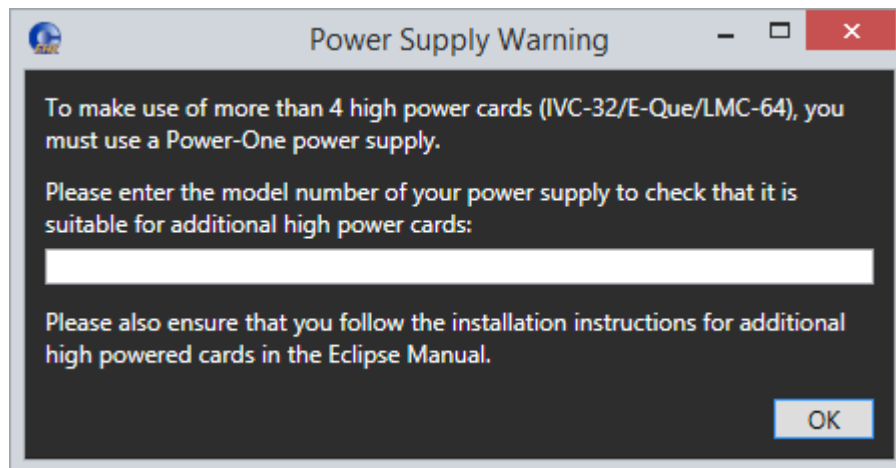 Power Supply Warning
To make use of more than 4 high power cards (IVC-32/E-Que/LMC-64), you
must use a Power-One power supply.
Please enter the model number of your power supply to check that it is
suitable for additional high power cards:
Please also ensure that you follow the installation instructions for additional
high powered cards in the Eclipse Manual.
OK